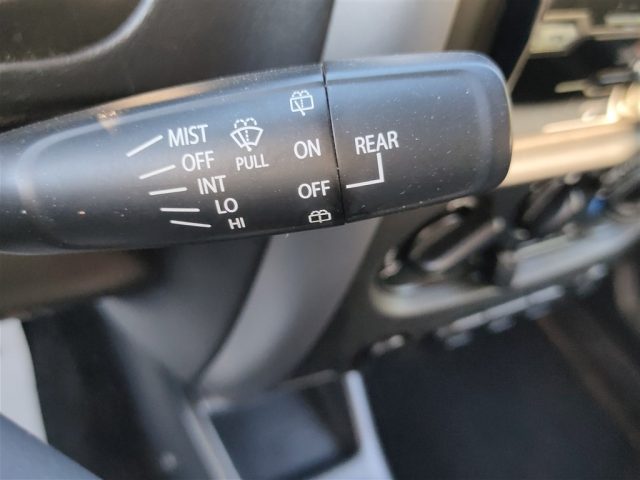 MIST
OFF
INT
LO
HI
PULL
ON
OFF
REAR